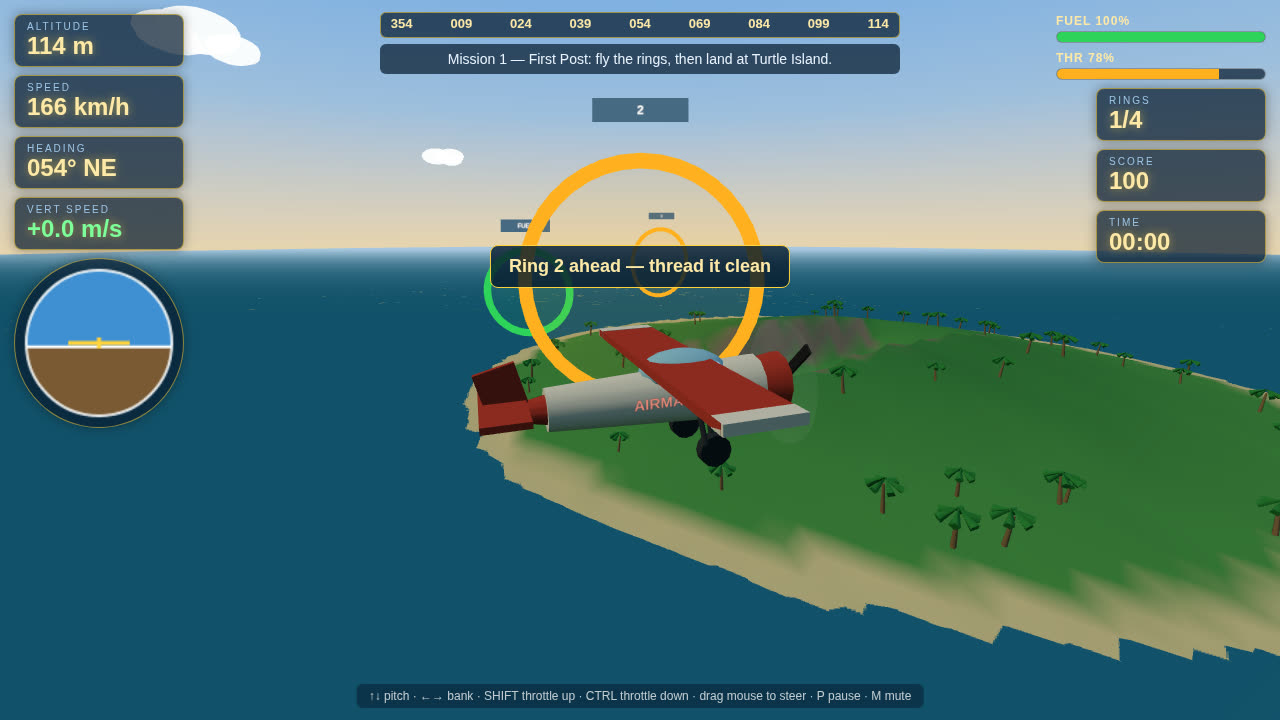 ALTITUDE
114 m
SPEED
166 km/h
HEADING
054° NE
VERT SPEED
+0.0 m/s
354 009 024 039 054 069 084 099 114
Mission 1 — First Post: fly the rings, then land at Turtle Island.
2
Ring 2 ahead — thread it clean
FUEL 100%
THR 78%
RINGS
1/4
SCORE
100
TIME
00:00
↑↓ pitch · ←→ bank · SHIFT throttle up · CTRL throttle down · drag mouse to steer · P pause · M mute